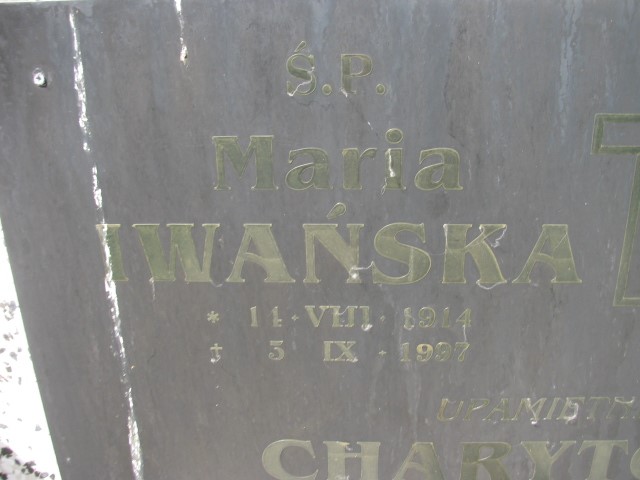 Ś.P.
Maria
IWAŃSKA
* 11·VIII·1914
† 5 IX·1997